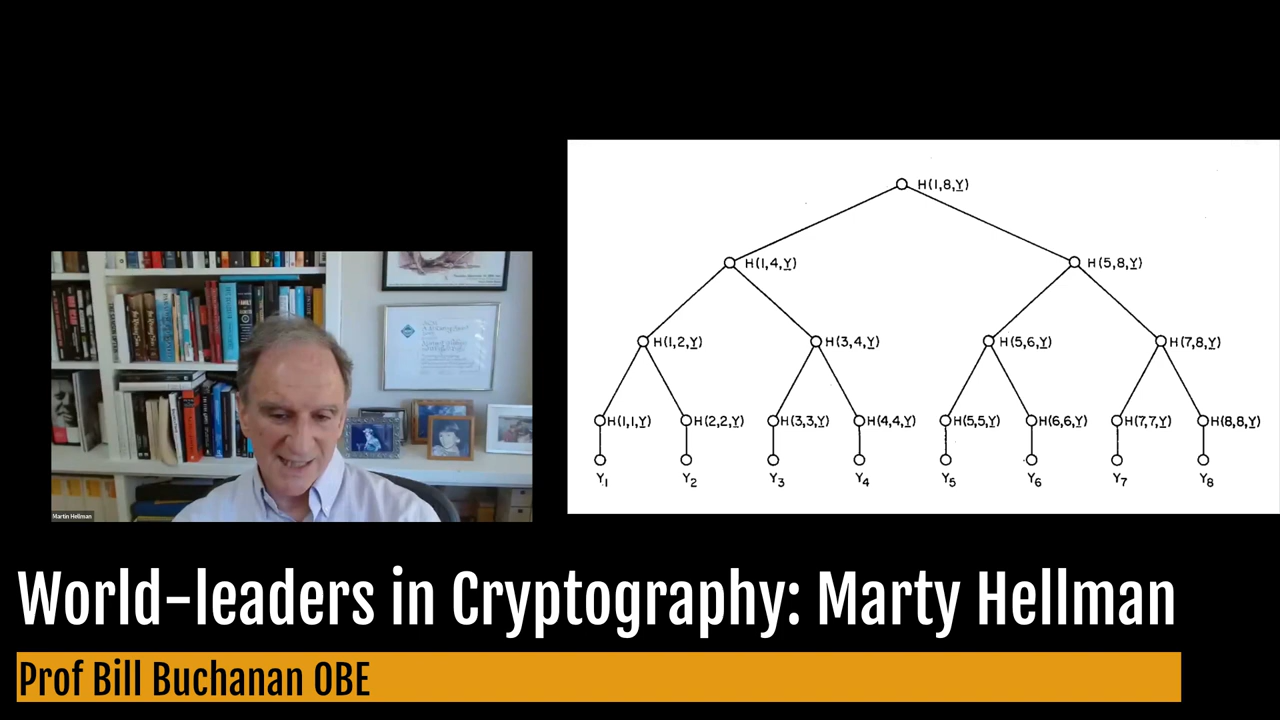 H(1,8,Y)
H(1,4,Y)
H(5,8,Y)
H(1,2,Y)
H(3,4,Y)
H(5,6,Y)
H(7,8,Y)
H(1,1,Y)
H(2,2,Y)
H(3,3,Y)
H(4,4,Y)
H(5,5,Y)
H(6,6,Y)
H(7,7,Y)
H(8,8,Y)
Y₁
Y₂
Y₃
Y₄
Y₅
Y₆
Y₇
Y₈
Martin Hellman
World-leaders in Cryptography: Marty Hellman
Prof Bill Buchanan OBE